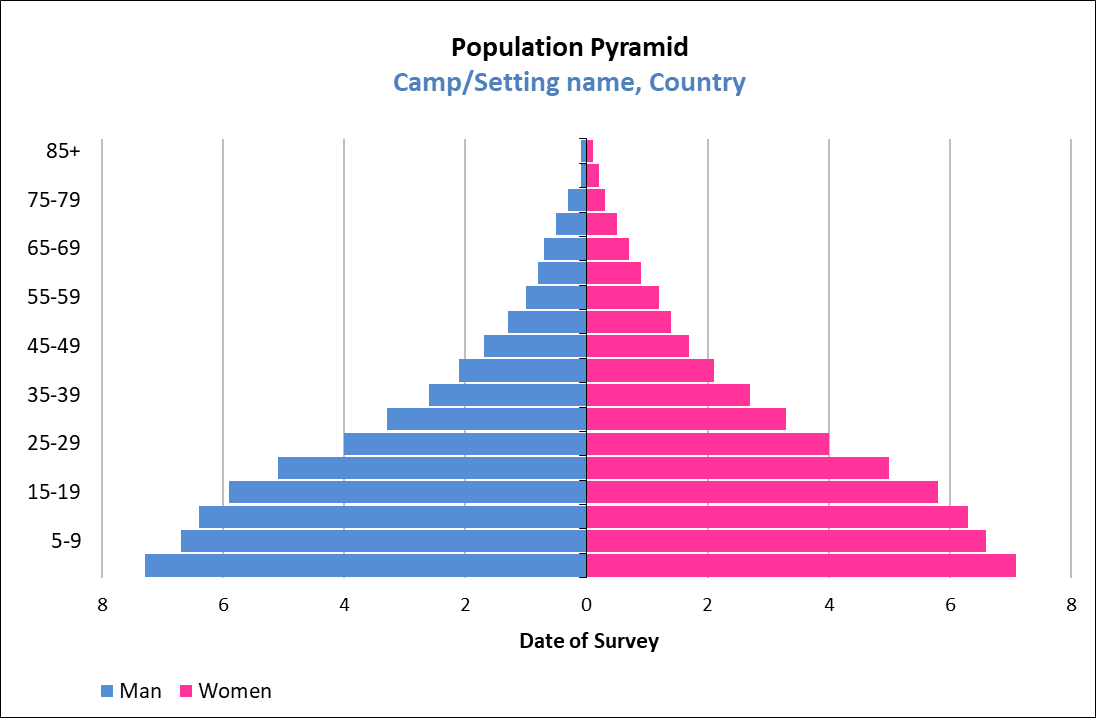 Population Pyramid
Camp/Setting name, Country
85+
75-79
65-69
55-59
45-49
35-39
25-29
15-19
5-9
8 6 4 2 0 2 4 6 8
Date of Survey
Man Women